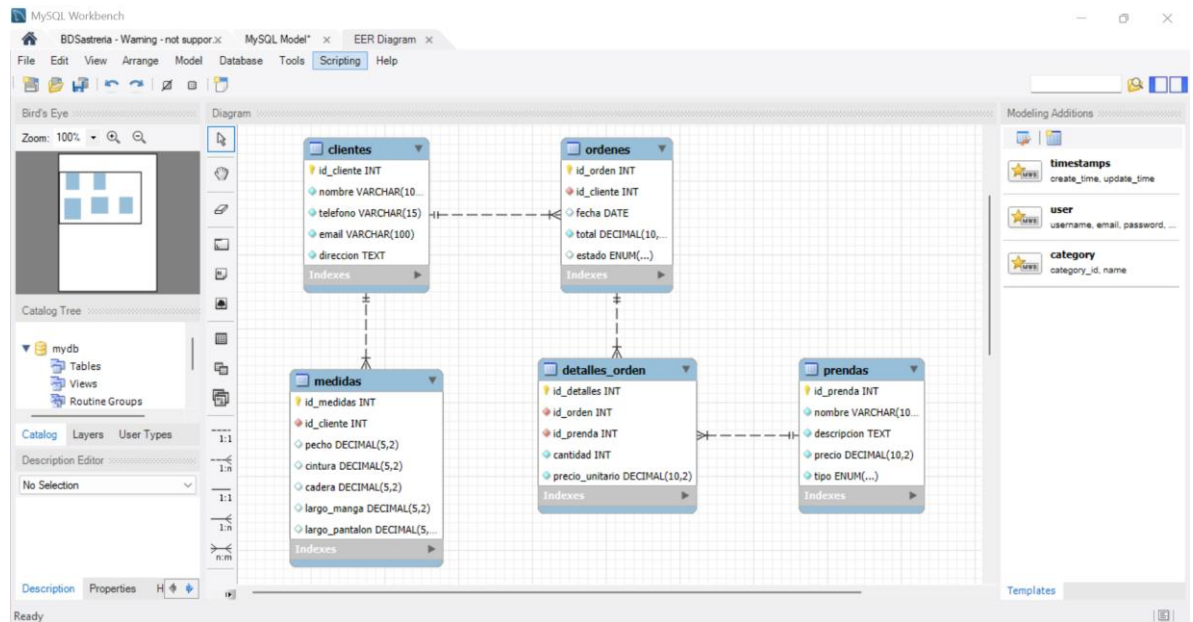 MySQL Workbench
BDSastreria - Warning - not suppor.x
MySQL Model* x
EER Diagram x
File Edit View Arrange Model Database Tools Scripting Help
Bird's Eye
Zoom: 100%
Catalog Tree
mydb
Tables
Views
Routine Groups
Catalog Layers User Types
Description Editor
No Selection
Description Properties H
Ready
Diagram
1:1
1:n
1:1
1:n
n:m
clientes
id_cliente INT
nombre VARCHAR(10...
telefono VARCHAR(15)
email VARCHAR(100)
direccion TEXT
Indexes
ordenes
id_orden INT
id_cliente INT
fecha DATE
total DECIMAL(10,...
estado ENUM(...)
Indexes
medidas
id_medidas INT
id_cliente INT
pecho DECIMAL(5,2)
cintura DECIMAL(5,2)
cadera DECIMAL(5,2)
largo_manga DECIMAL(5,2)
largo_pantalon DECIMAL(5,...
Indexes
detalles_orden
id_detalles INT
id_orden INT
id_prenda INT
cantidad INT
precio_unitario DECIMAL(10,2)
Indexes
prendas
id_prenda INT
nombre VARCHAR(10...
descripcion TEXT
precio DECIMAL(10,2)
tipo ENUM(...)
Indexes
Modeling Additions
timestamps
create_time, update_time
user
username, email, password, ...
category
category_id, name
Templates